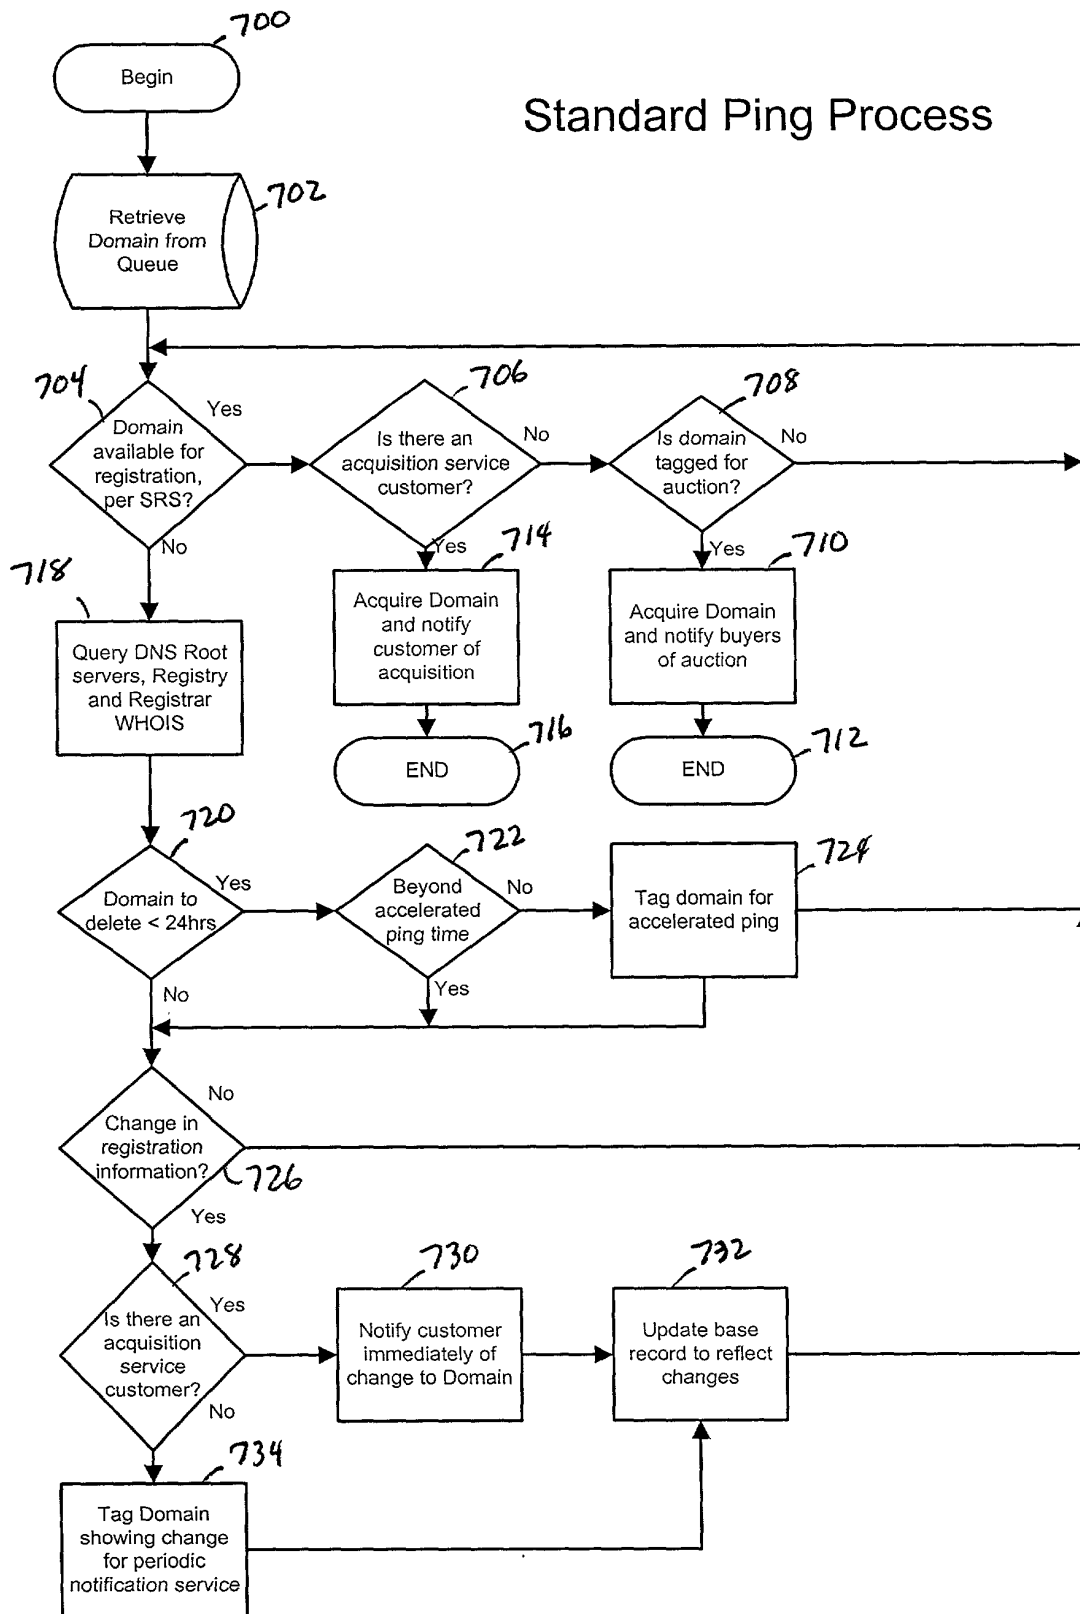 700
Begin
Standard Ping Process
702
Retrieve
Domain from
Queue
704
Yes
Domain
available for
registration,
per SRS?
No
706
Is there an
acquisition service
customer?
No
Yes
708
Is domain
tagged for
auction?
No
Yes
718
Query DNS Root
servers, Registry
and Registrar
WHOIS
714
Acquire Domain
and notify
customer of
acquisition
710
Acquire Domain
and notify buyers
of auction
716
END
712
END
720
Yes
Domain to
delete < 24hrs
No
722
Beyond
accelerated
ping time
No
Yes
724
Tag domain for
accelerated ping
No
Change in
registration
information?
726
Yes
728
Yes
Is there an
acquisition
service
customer?
No
730
Notify customer
immediately of
change to Domain
732
Update base
record to reflect
changes
734
Tag Domain
showing change
for periodic
notification service